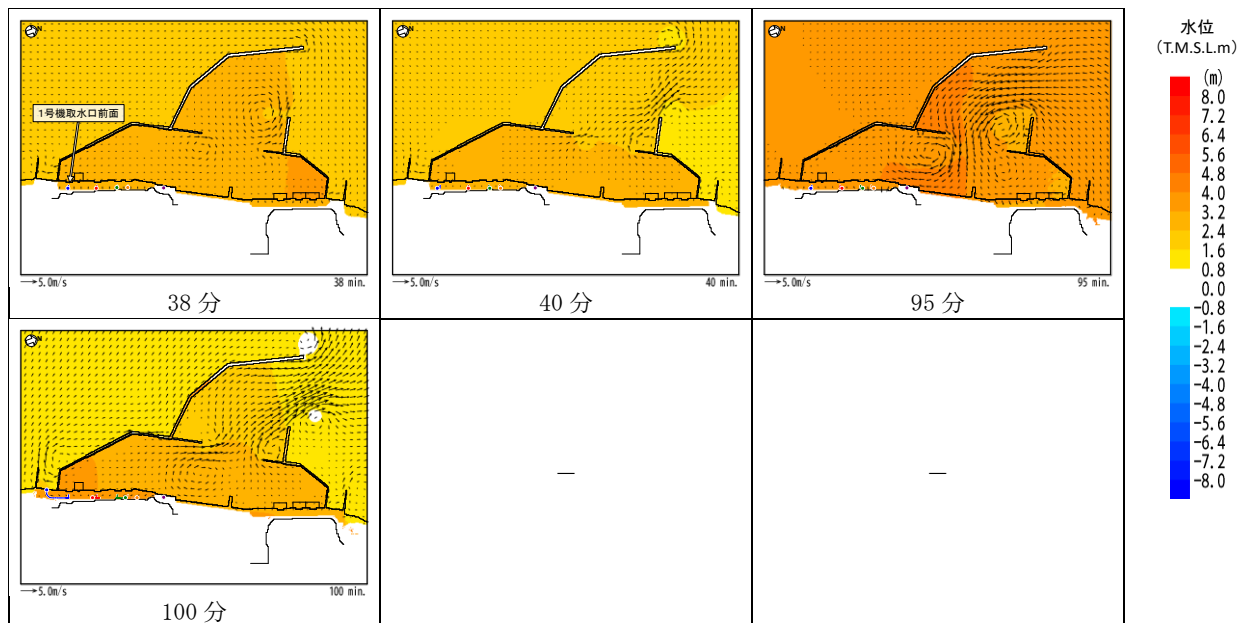 N
1号機取水口前面
→5.0m/s
38 min.
38 分
N
→5.0m/s
40 min.
40 分
N
→5.0m/s
95 min.
95 分
水位
(T.M.S.L.m)
(m)
8.0
7.2
6.4
5.6
4.8
4.0
3.2
2.4
1.6
0.8
0.0
-0.8
-1.6
-2.4
-3.2
-4.0
-4.8
-5.6
-6.4
-7.2
-8.0
N
→5.0m/s
100 min.
100 分
—
—